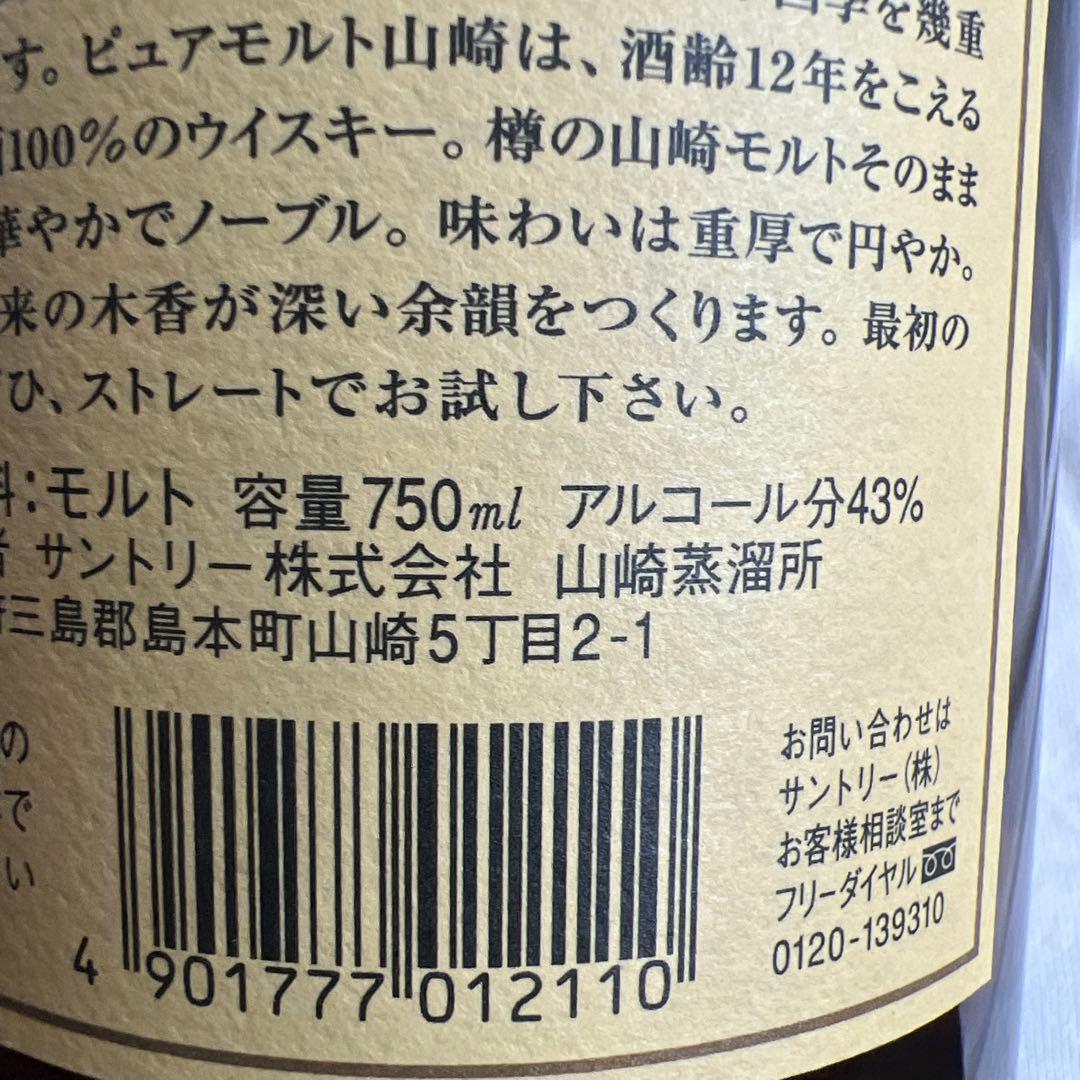 四季を幾重
す。ピュアモルト山崎は、酒齢12年をこえる
100%のウイスキー。樽の山崎モルトそのまま
華やかでノーブル。味わいは重厚で円やか。
来の木香が深い余韻をつくります。最初の
ひ、ストレートでお試し下さい。
料:モルト 容量750ml アルコール分43%
者 サントリー株式会社 山崎蒸溜所
府三島郡島本町山崎5丁目2-1
の
で
い
4 901777 012110
お問い合わせは
サントリー(株)
お客様相談室まで
フリーダイヤル
0120-139310